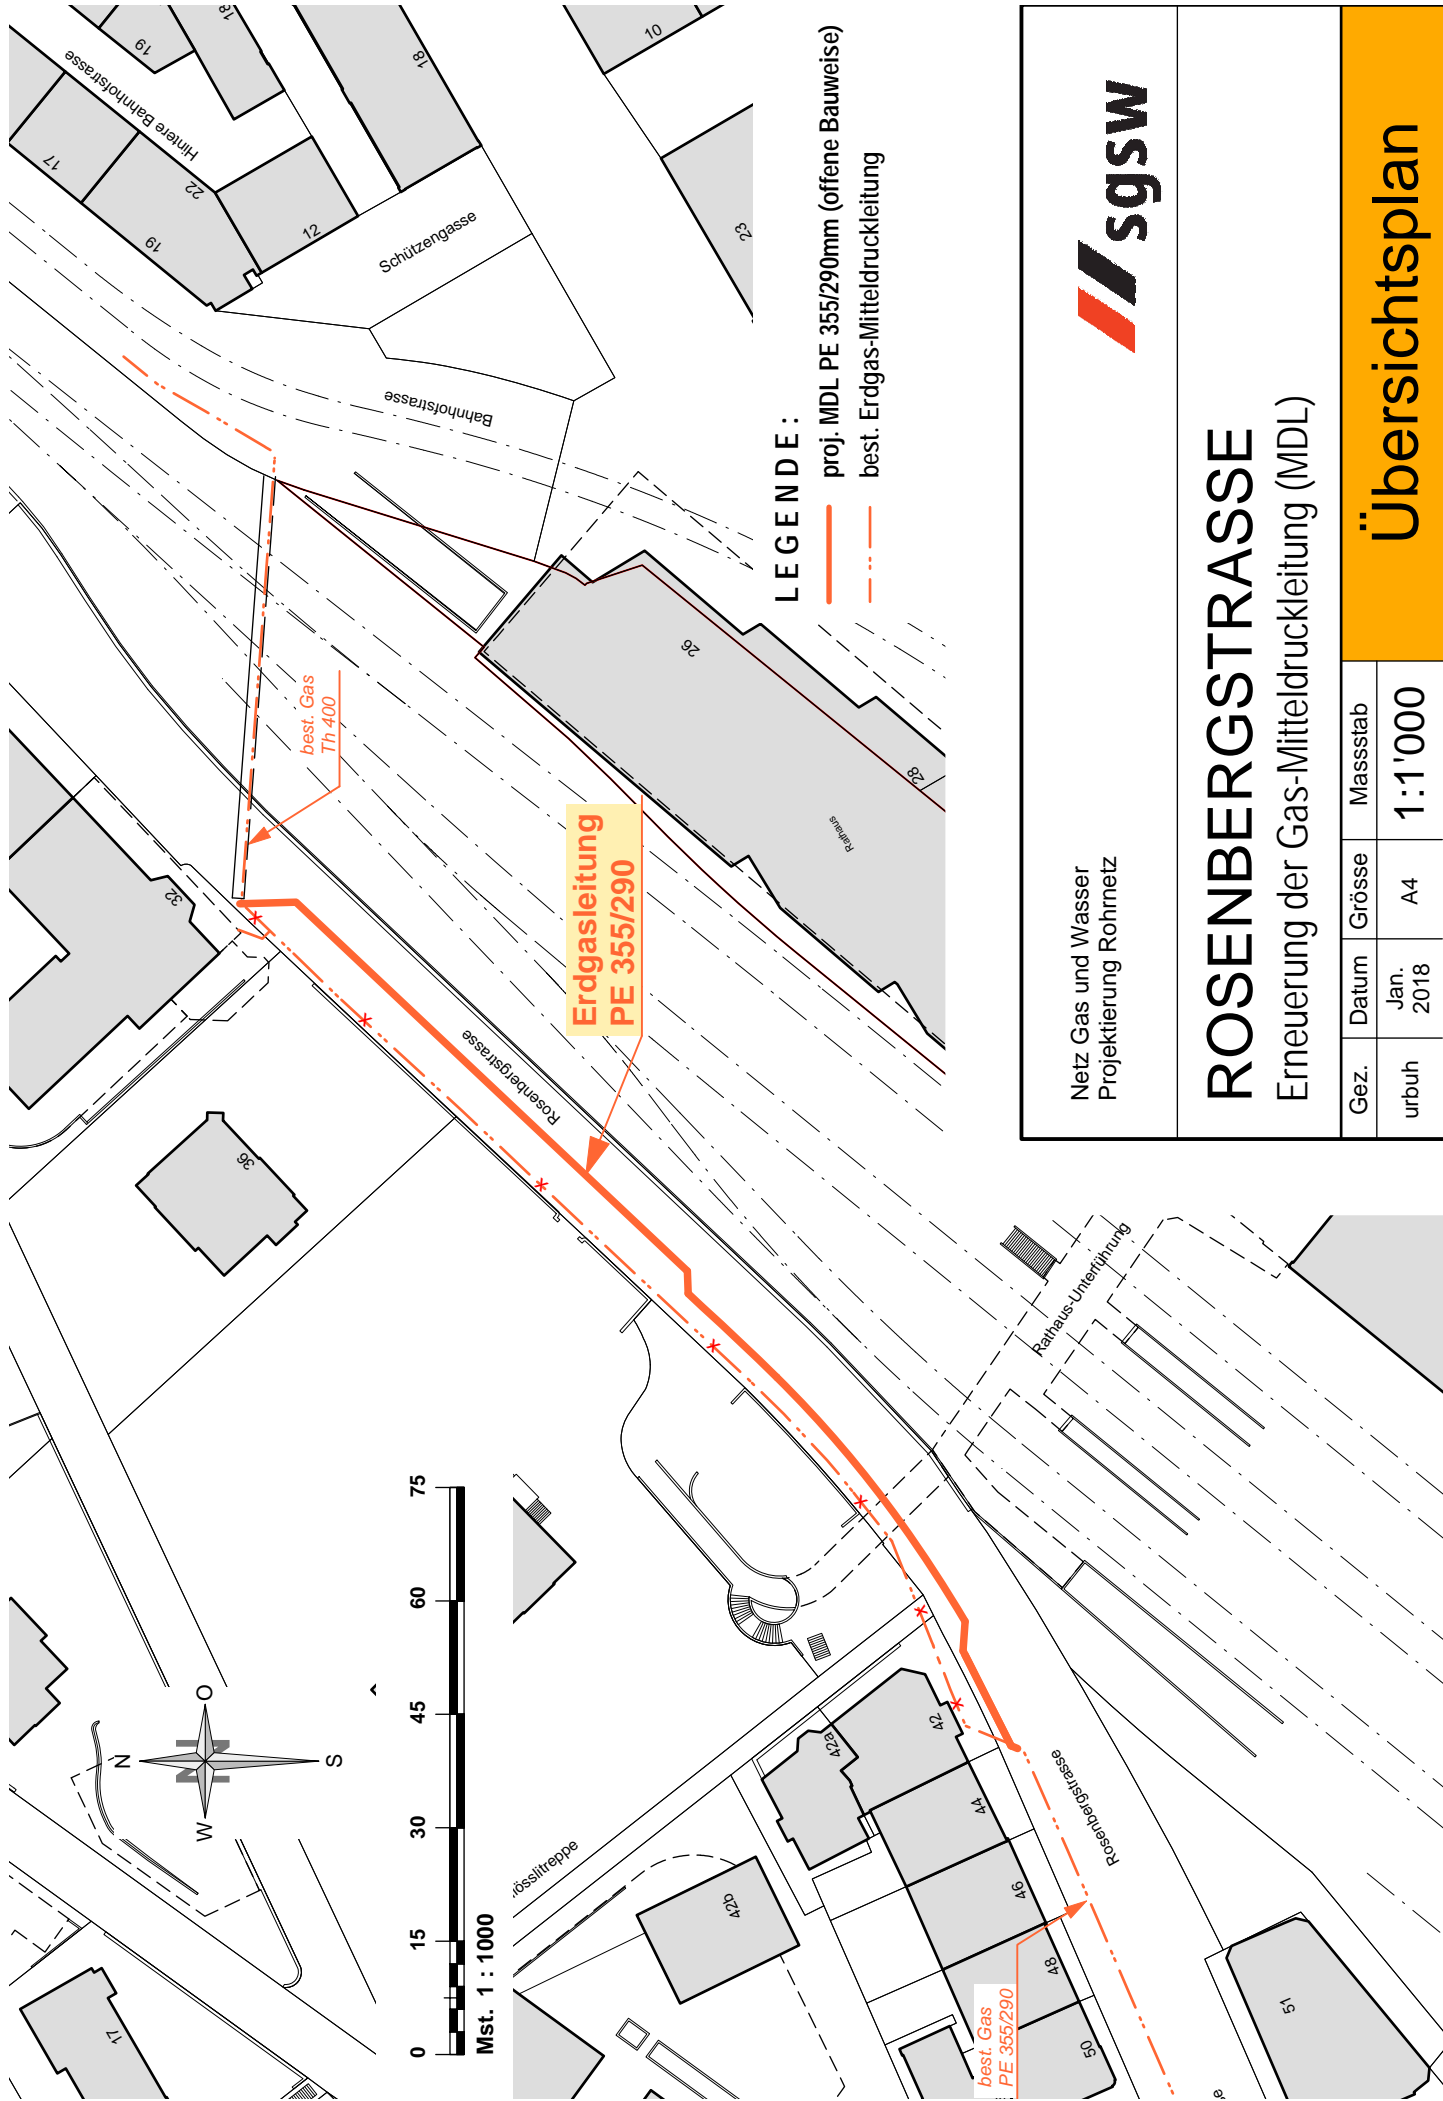 LEGENDE:
proj. MDL PE 355/290mm (offene Bauweise)
best. Erdgas-Mitteldruckleitung
sgsw
Netz Gas und Wasser
Projektierung Rohrnetz
ROSENBERGSTRASSE
Erneuerung der Gas-Mitteldruckleitung (MDL)
Gez.
Datum
Grösse
Massstab
urbuh
Jan.
2018
A4
1:1'000
Übersichtsplan
Erdgasleitung
PE 355/290
best. Gas
Th 400
best. Gas
PE 355/290
Rosenbergstrasse
Rosenbergstrasse
Rathaus-Unterführung
Rathaus
Bahnhofstrasse
Schützengasse
Hintere Bahnhofstrasse
össlitreppe
se
0
15
30
45
60
75
Mst. 1 : 1000
N
O
S
W
N
Z
17
42b
42a
42
44
46
48
50
51
36
32
26
28
23
10
18
18
19
17
22
19
12